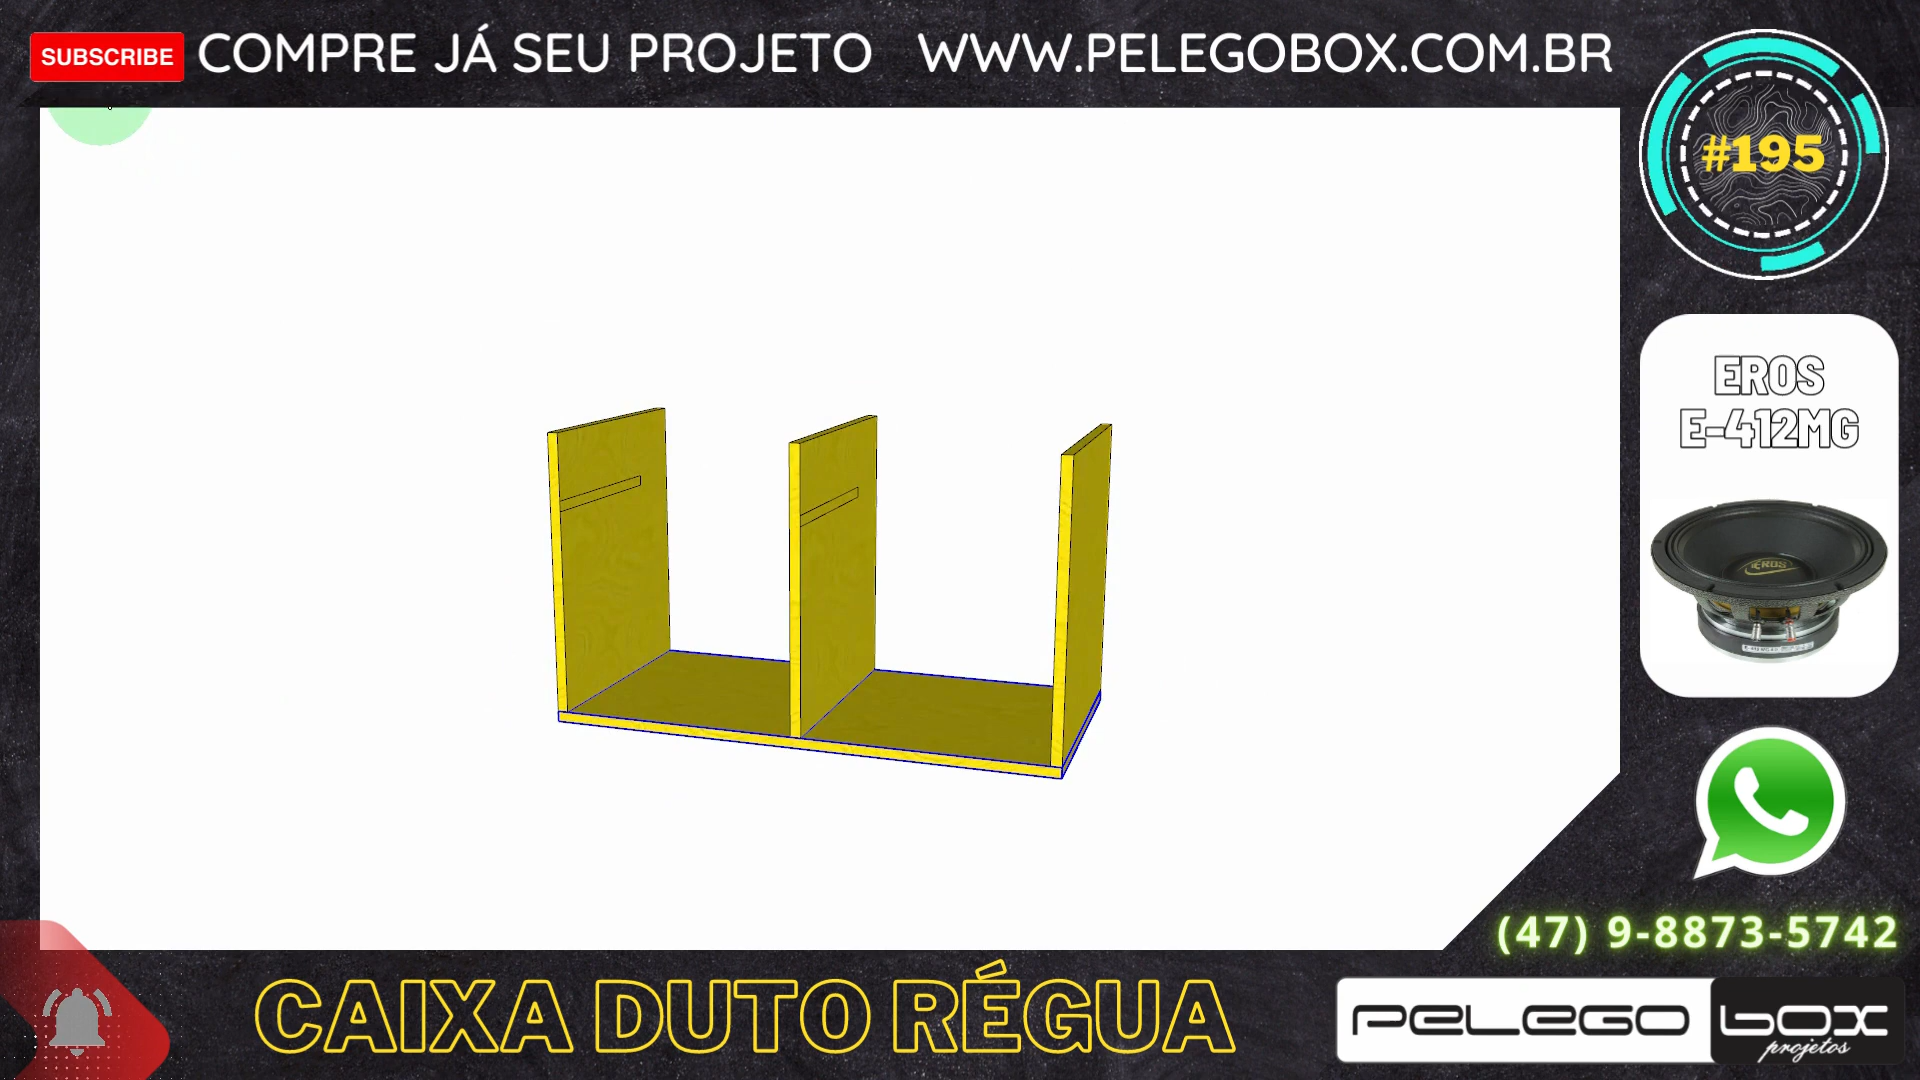 SUBSCRIBE
COMPRE JÁ SEU PROJETO WWW.PELEGOBOX.COM.BR
#195
EROS
E-412MG
EROS
(47) 9-8873-5742
CAIXA DUTO RÉGUA
PELEGO box
projetos